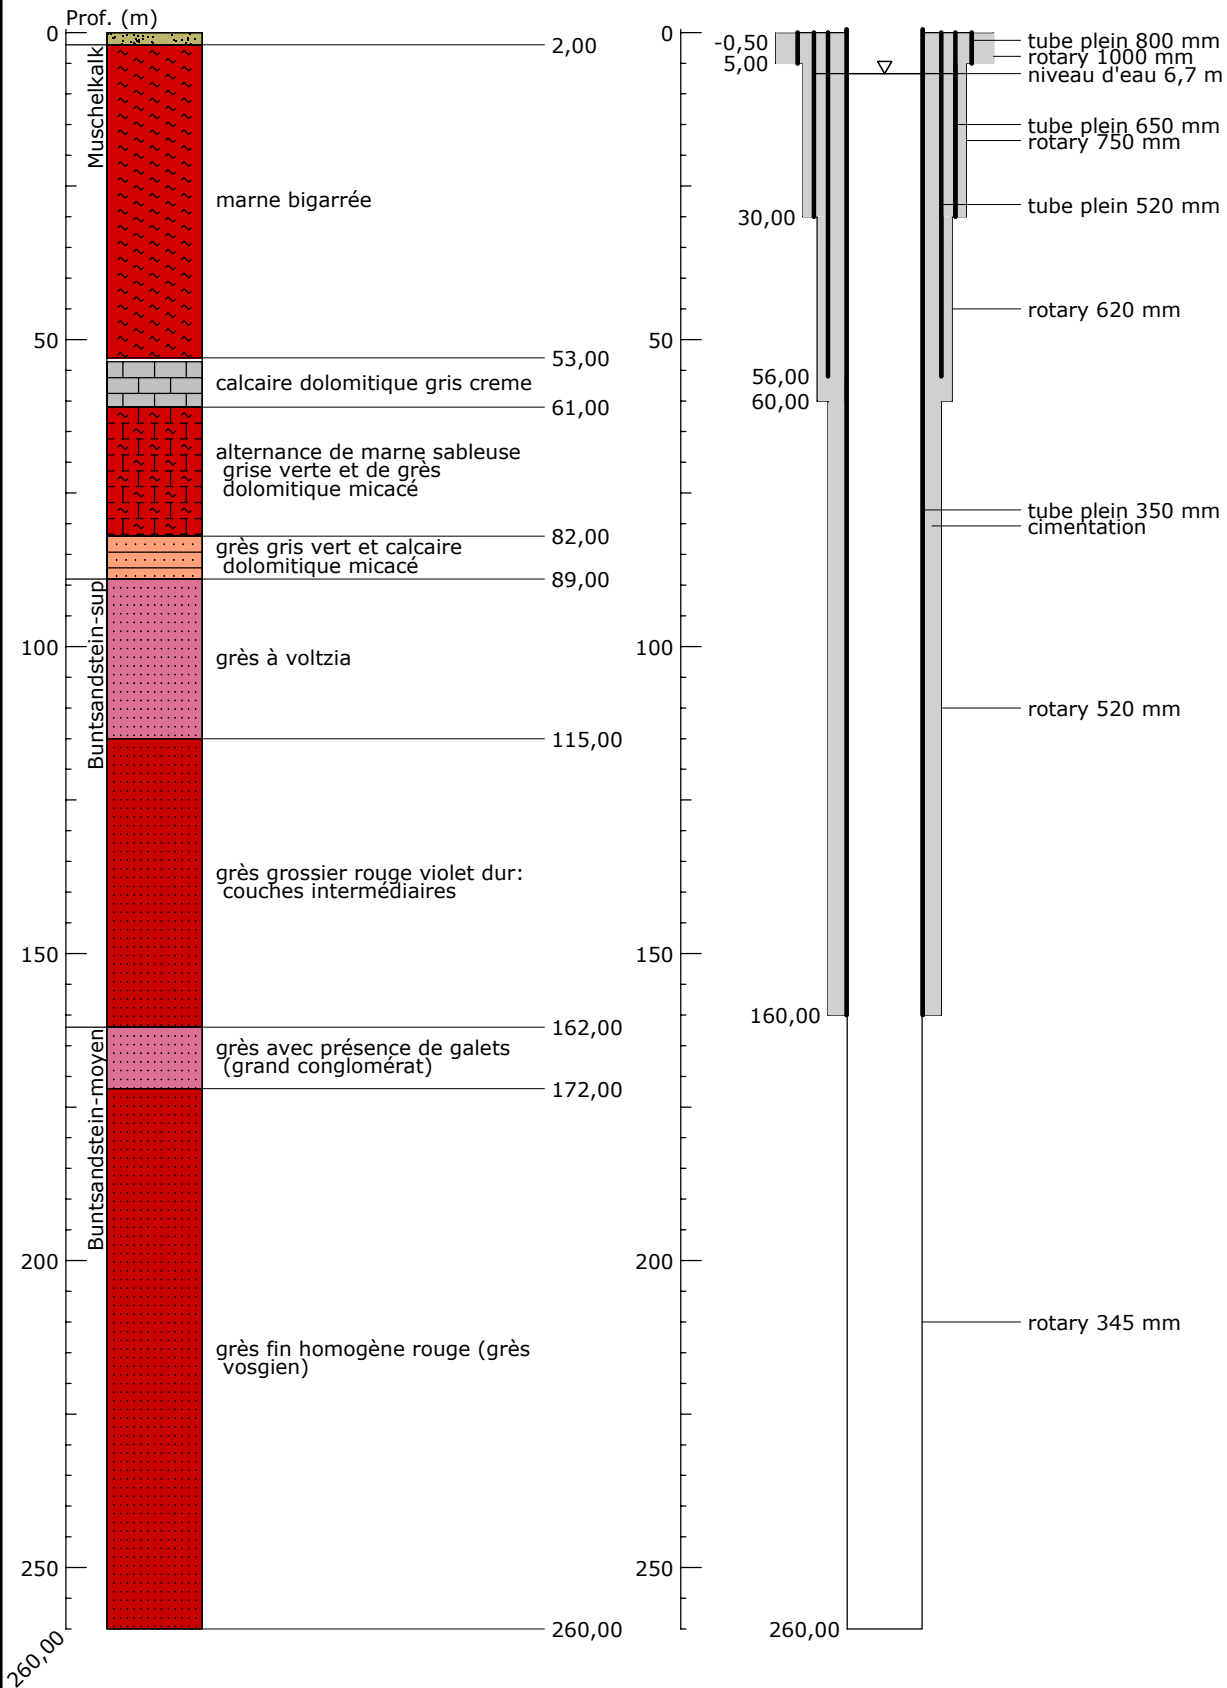 Prof. (m)
0
50
100
150
200
250
260,00
Muschelkalk
Buntsandstein-sup
Buntsandstein-moyen
2,00
marne bigarrée
53,00
calcaire dolomitique gris creme
61,00
alternance de marne sableuse
grise verte et de grès
dolomitique micacé
82,00
grès gris vert et calcaire
dolomitique micacé
89,00
grès à voltzia
115,00
grès grossier rouge violet dur:
couches intermédiaires
162,00
grès avec présence de galets
(grand conglomérat)
172,00
grès fin homogène rouge (grès
vosgien)
260,00
0
50
100
150
200
250
-0,50
5,00
30,00
56,00
60,00
160,00
260,00
tube plein 800 mm
rotary 1000 mm
niveau d'eau 6,7 m
tube plein 650 mm
rotary 750 mm
tube plein 520 mm
rotary 620 mm
tube plein 350 mm
cimentation
rotary 520 mm
rotary 345 mm